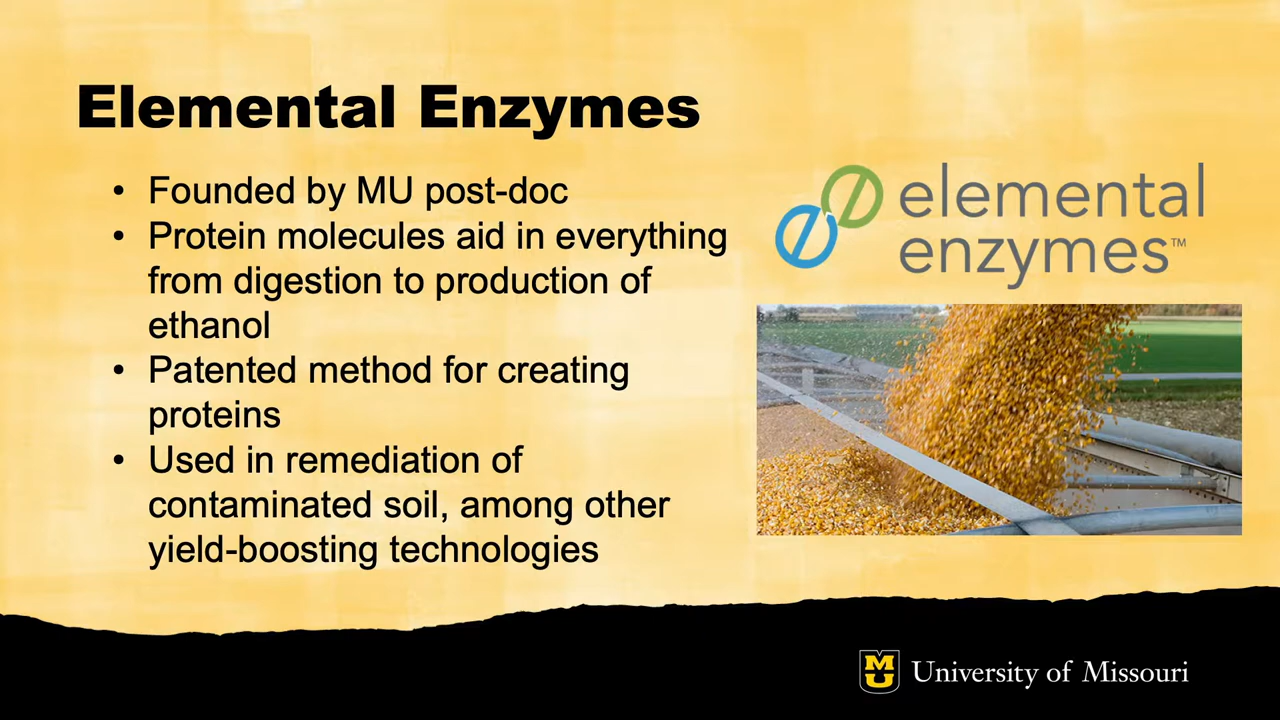 Elemental Enzymes
• Founded by MU post-doc
• Protein molecules aid in everything
from digestion to production of
ethanol
• Patented method for creating
proteins
• Used in remediation of
contaminated soil, among other
yield-boosting technologies
elemental
enzymes™
MU University of Missouri